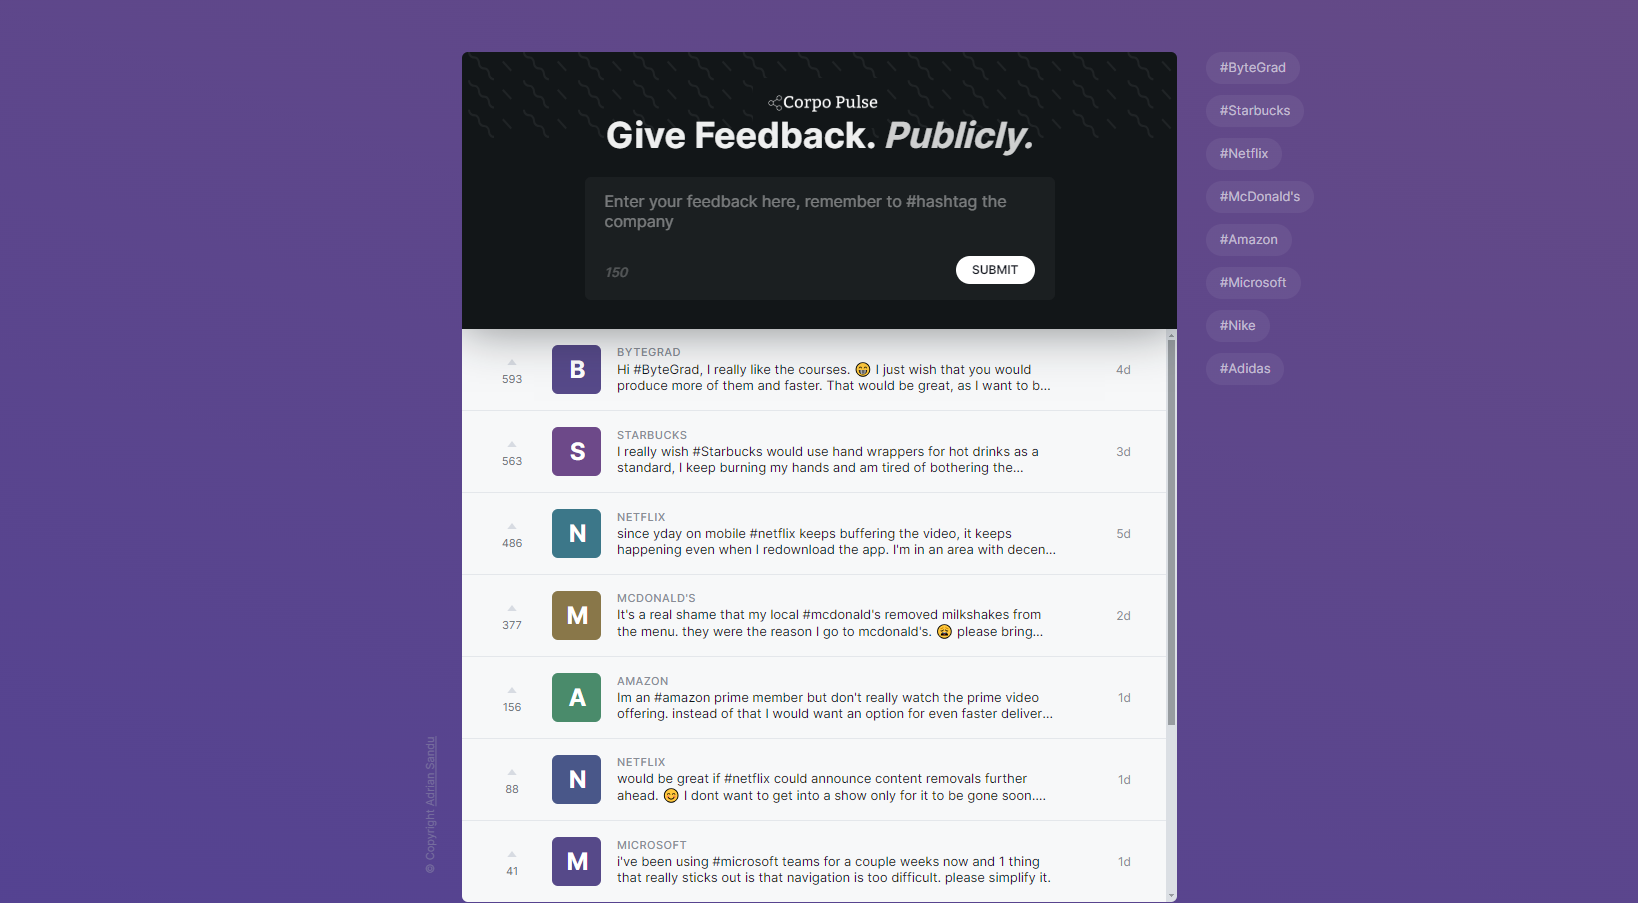 Corpo Pulse
Give Feedback. Publicly.
Enter your feedback here, remember to #hashtag the
company
150
SUBMIT
593
B
BYTEGRAD
Hi #ByteGrad, I really like the courses. 😁 I just wish that you would
produce more of them and faster. That would be great, as I want to b...
4d
563
S
STARBUCKS
I really wish #Starbucks would use hand wrappers for hot drinks as a
standard, I keep burning my hands and am tired of bothering the...
3d
486
N
NETFLIX
since yday on mobile #netflix keeps buffering the video, it keeps
happening even when I redownload the app. I'm in an area with decen...
5d
377
M
MCDONALD'S
It's a real shame that my local #mcdonald's removed milkshakes from
the menu. they were the reason I go to mcdonald's. 😩 please bring...
2d
156
A
AMAZON
Im an #amazon prime member but don't really watch the prime video
offering. instead of that I would want an option for even faster deliver...
1d
88
N
NETFLIX
would be great if #netflix could announce content removals further
ahead. 😊 I dont want to get into a show only for it to be gone soon....
1d
41
M
MICROSOFT
i've been using #microsoft teams for a couple weeks now and 1 thing
that really sticks out is that navigation is too difficult. please simplify it.
1d
#ByteGrad
#Starbucks
#Netflix
#McDonald's
#Amazon
#Microsoft
#Nike
#Adidas
© Copyright Adrian Sandu